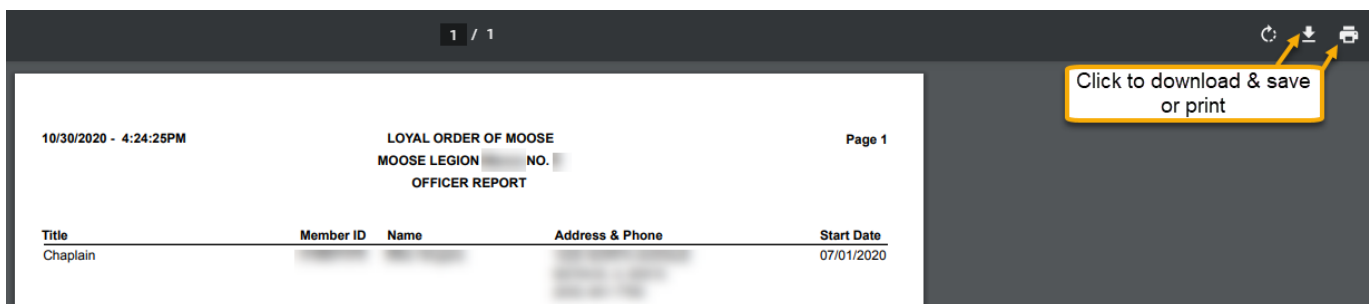 1 / 1
Click to download & save
or print
10/30/2020 - 4:24:25PM LOYAL ORDER OF MOOSE Page 1
MOOSE LEGION NO.
OFFICER REPORT
Title Member ID Name Address & Phone Start Date
Chaplain 07/01/2020